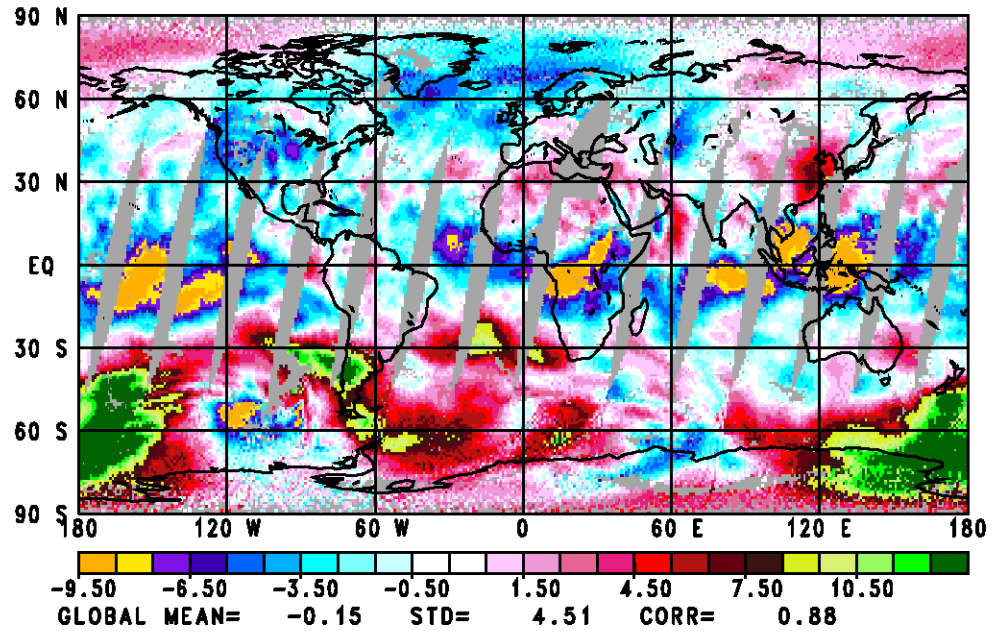 90 N
60 N
30 N
EQ
30 S
60 S
90 S
180 120 W 60 W 0 60 E 120 E 180
-9.50 -6.50 -3.50 -0.50 1.50 4.50 7.50 10.50
GLOBAL MEAN= -0.15 STD= 4.51 CORR= 0.88